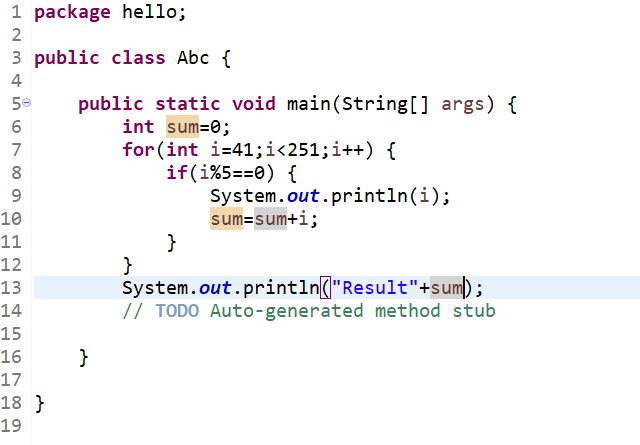 1 package hello;
2
3 public class Abc {
4
5     public static void main(String[] args) {
6         int sum=0;
7         for(int i=41;i<251;i++) {
8             if(i%5==0) {
9                 System.out.println(i);
10                 sum=sum+i;
11             }
12         }
13         System.out.println("Result"+sum);
14         // TODO Auto-generated method stub
15
16     }
17
18 }
19